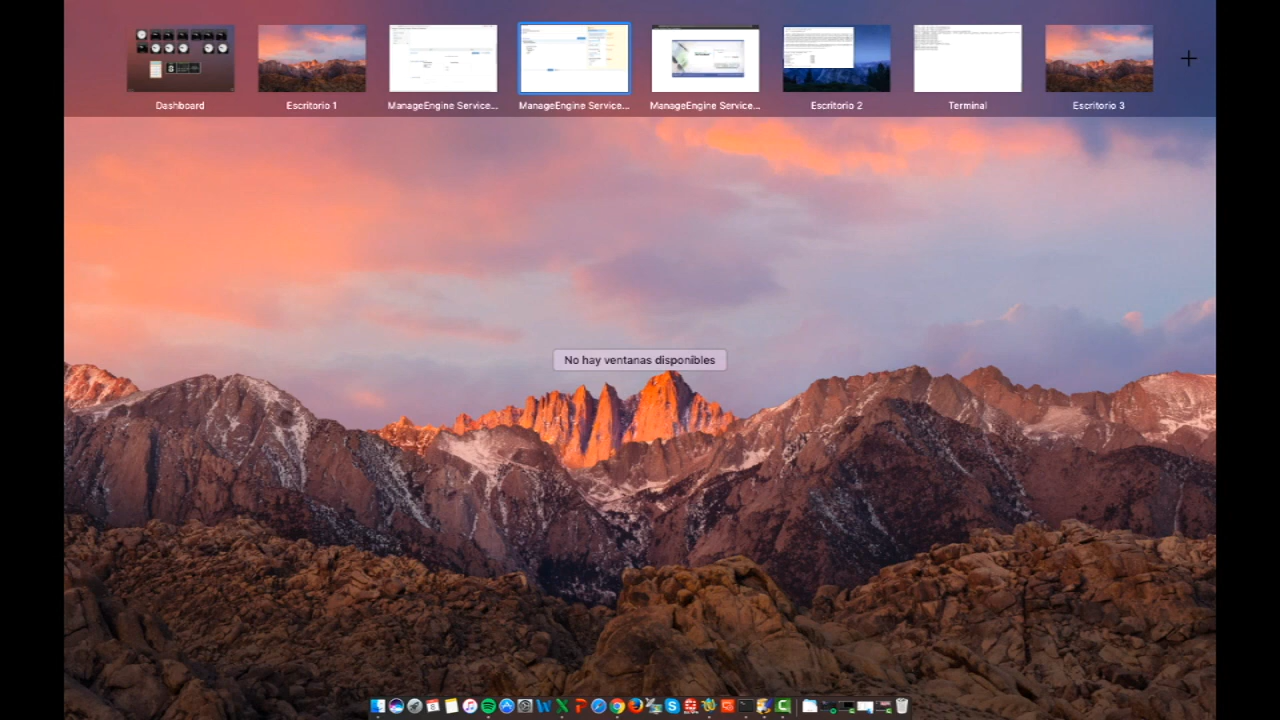 Dashboard
Escritorio 1
ManageEngine Service...
ManageEngine Service...
ManageEngine Service...
Escritorio 2
Terminal
Escritorio 3
No hay ventanas disponibles